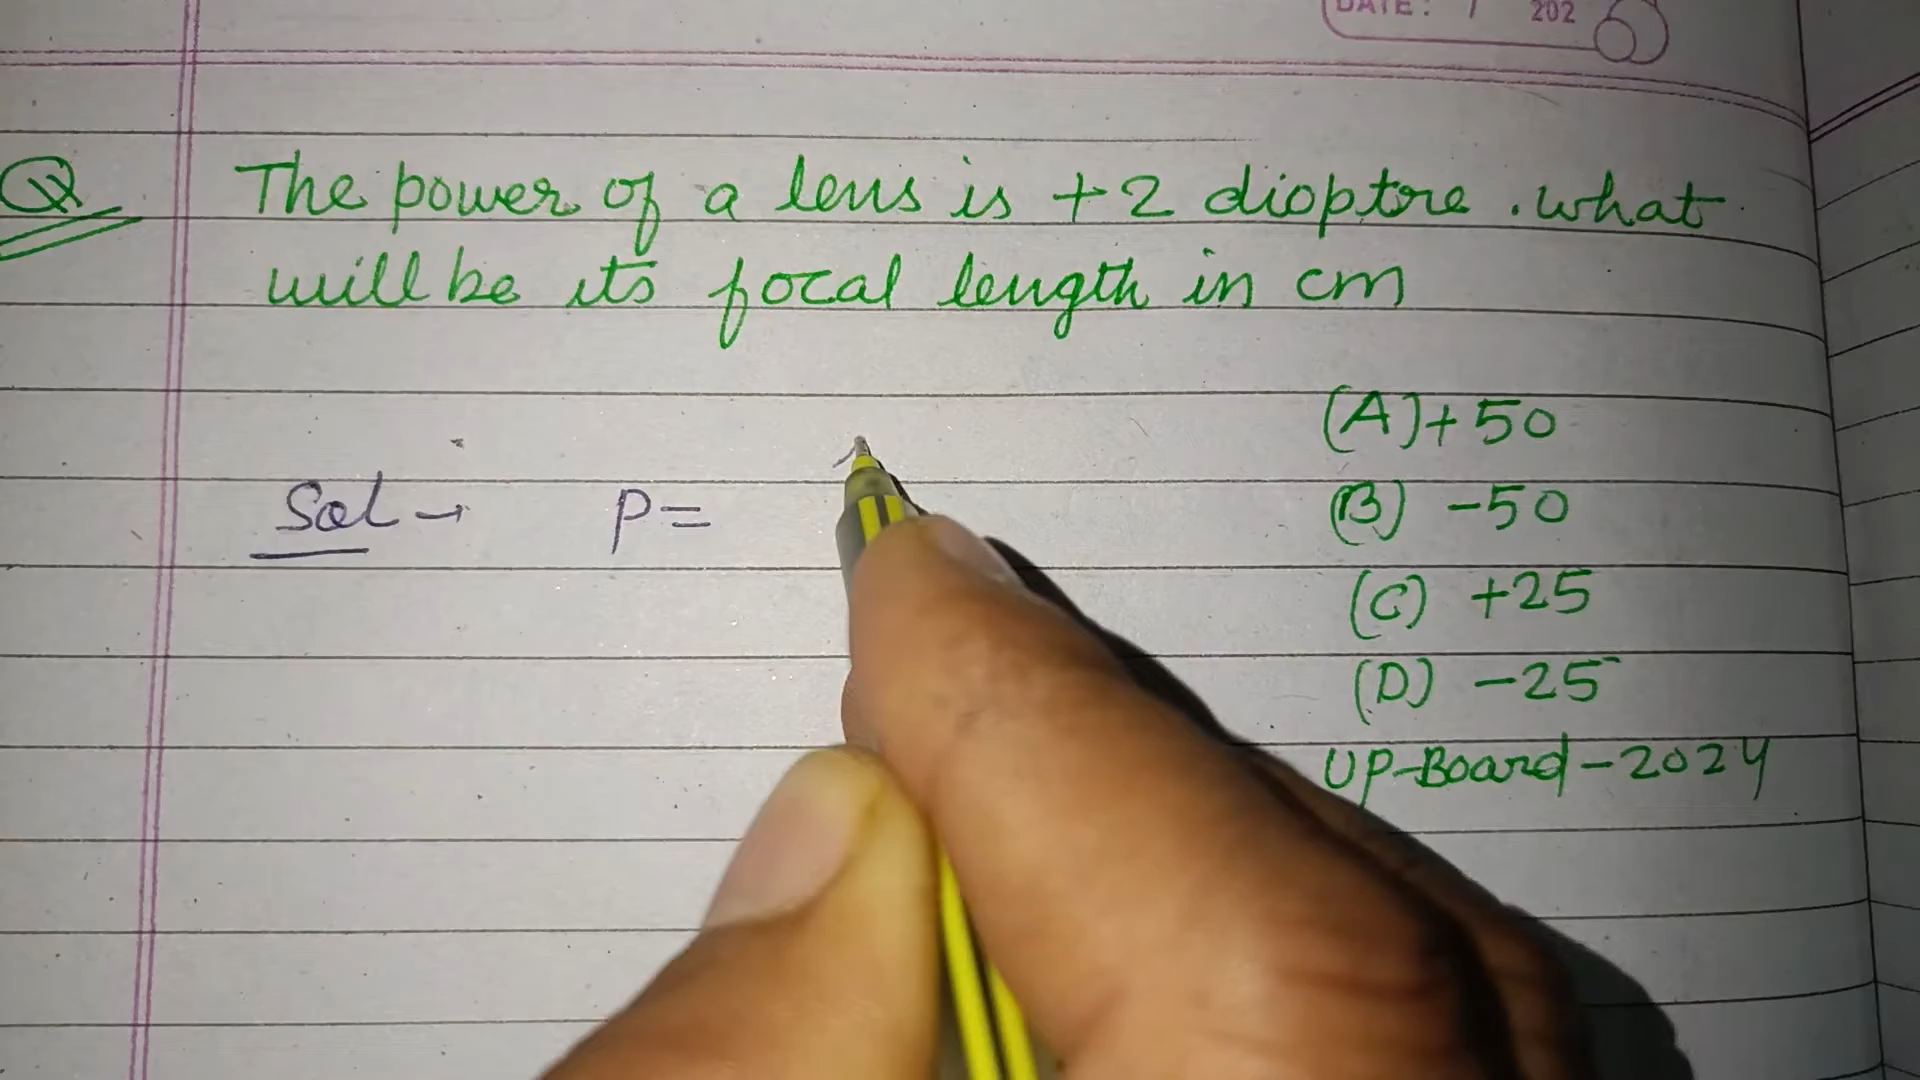 DATE: / 202
Q The power of a lens is +2 dioptre. what
will be its focal length in cm
(A) +50
Sol → P=
(B) -50
(C) +25
(D) -25
UP-Board-2024